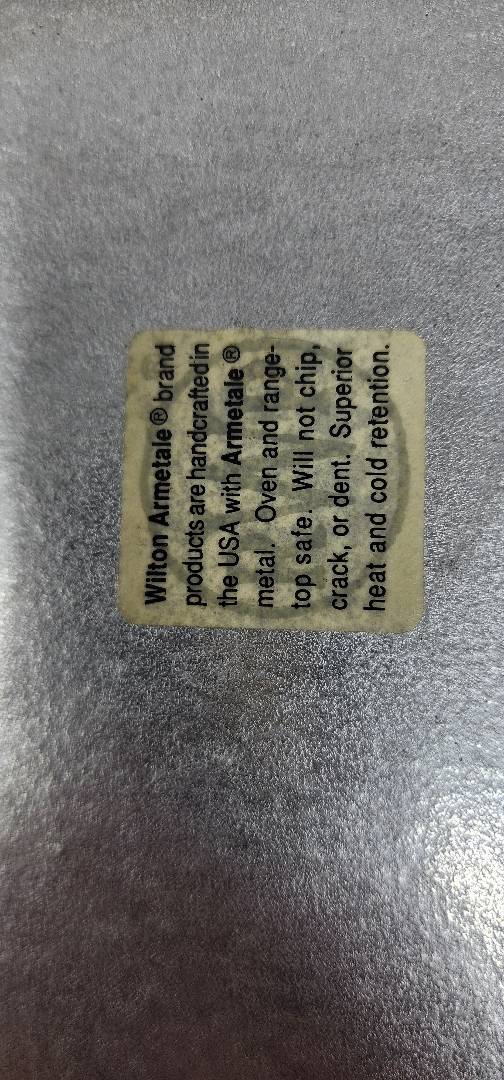 Wilton Armetale® brand
products are handcrafted in
the USA with Armetale®
metal. Oven and range-
top safe. Will not chip,
crack, or dent. Superior
heat and cold retention.